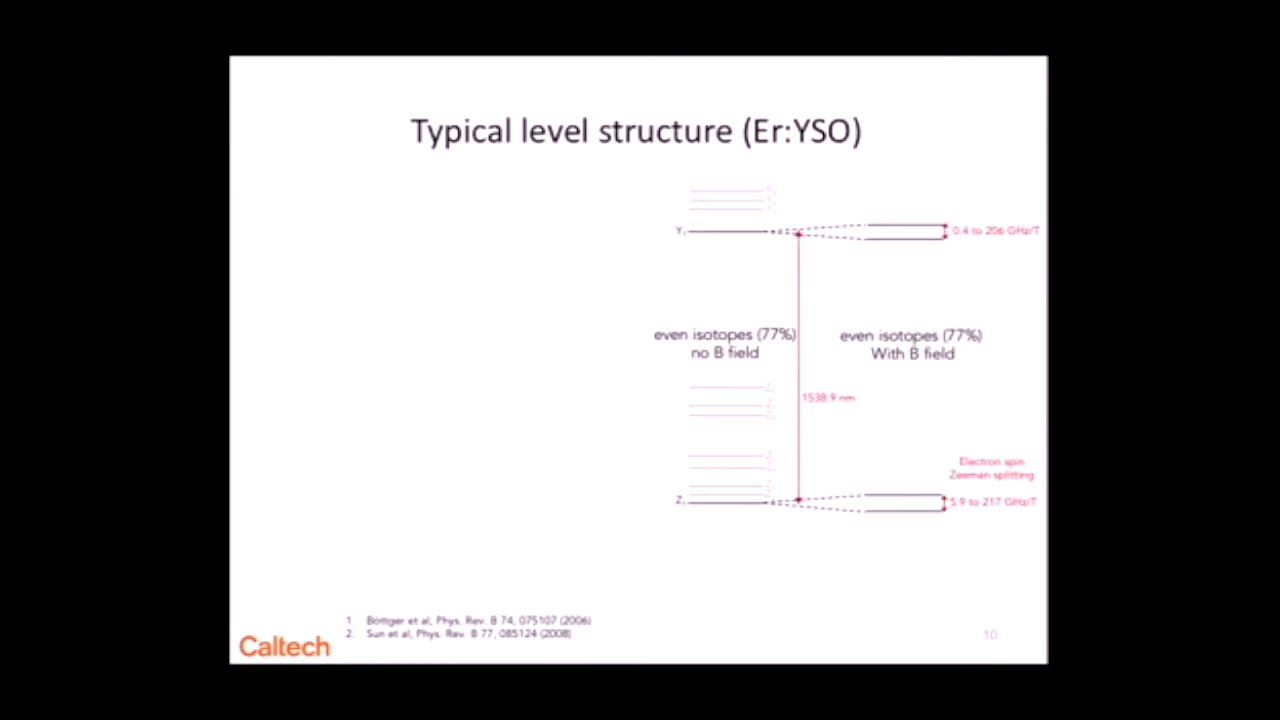 Typical level structure (Er:YSO)
Y₁
0.4 to 206 GHz/T
even isotopes (77%)
no B field
even isotopes (77%)
With B field
1538.9 nm
Electron spin
Zeeman splitting
Z₁
5.9 to 217 GHz/T
1. Böttger et al, Phys. Rev. B 74, 075107 (2006)
2. Sun et al, Phys. Rev. B 77, 085124 (2008)
Caltech
10